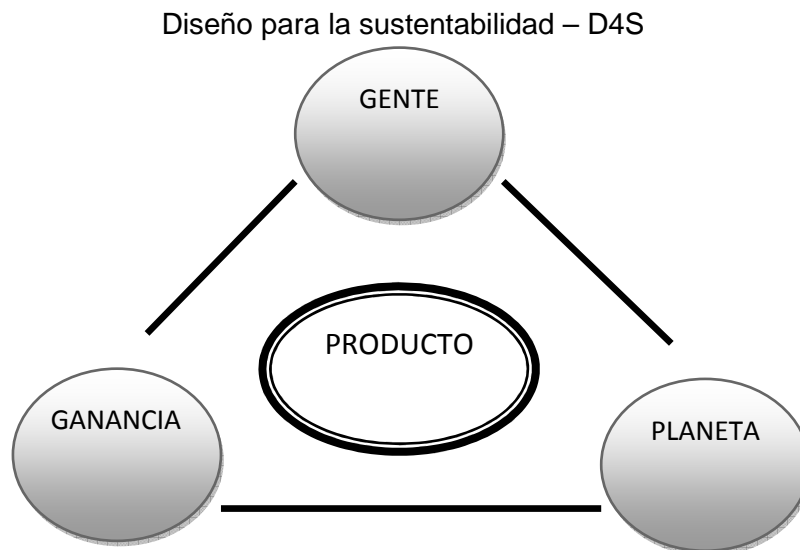 Diseño para la sustentabilidad – D4S
GENTE
PRODUCTO
GANANCIA
PLANETA